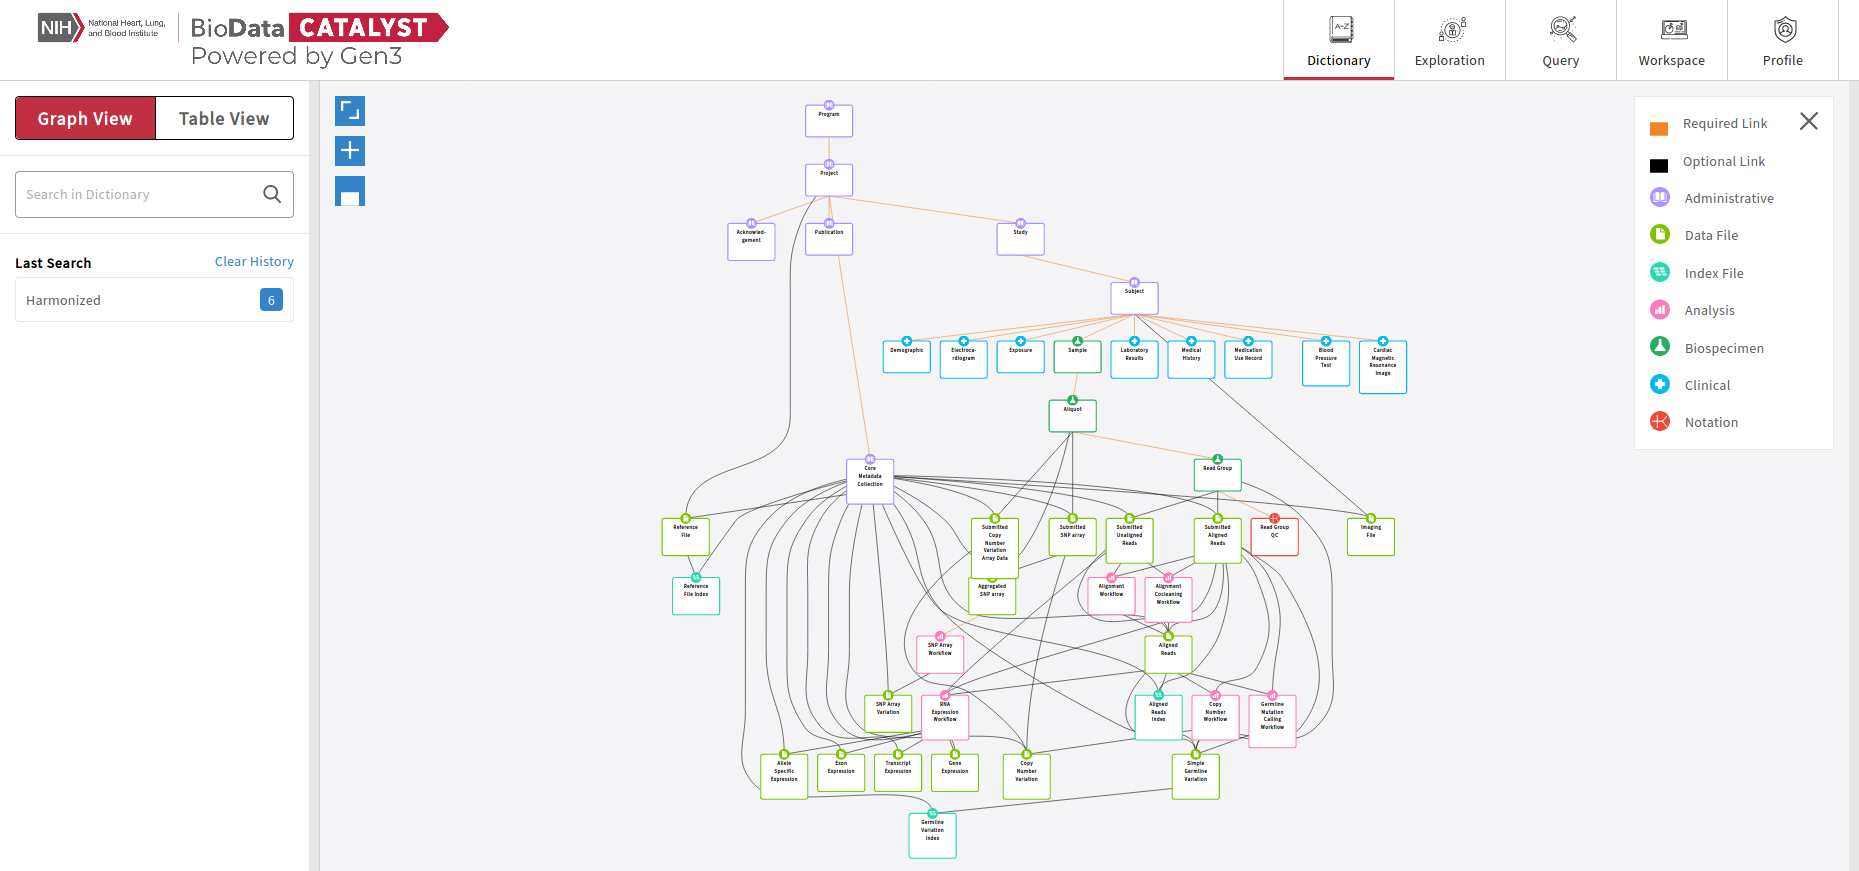 NIH National Heart, Lung,
and Blood Institute
BioData CATALYST
Powered by Gen3
Dictionary
Exploration
Query
Workspace
Profile
Graph View
Table View
Search in Dictionary
Last Search
Clear History
Harmonized
6
Required Link
Optional Link
Administrative
Data File
Index File
Analysis
Biospecimen
Clinical
Notation
Program
Project
Acknowled-
gement
Publication
Study
Subject
Demographic
Electroca-
rdiogram
Exposure
Sample
Laboratory
Results
Medical
History
Medication
Use Record
Blood
Pressure
Test
Cardiac
Magnetic
Resonance
Image
Aliquot
Core
Metadata
Collection
Read Group
Reference
File
Submitted
Copy
Number
Variation
Array Data
Submitted
SNP array
Submitted
Unaligned
Reads
Submitted
Aligned
Reads
Read Group
QC
Imaging
File
Reference
File Index
Aggregated
SNP array
Alignment
Workflow
Alignment
Cocleaning
Workflow
SNP Array
Workflow
Aligned
Reads
SNP Array
Variation
RNA
Expression
Workflow
Aligned
Reads
Index
Copy
Number
Workflow
Germline
Mutation
Calling
Workflow
Allele
Specific
Expression
Exon
Expression
Transcript
Expression
Gene
Expression
Copy
Number
Variation
Simple
Germline
Variation
Germline
Variation
Index